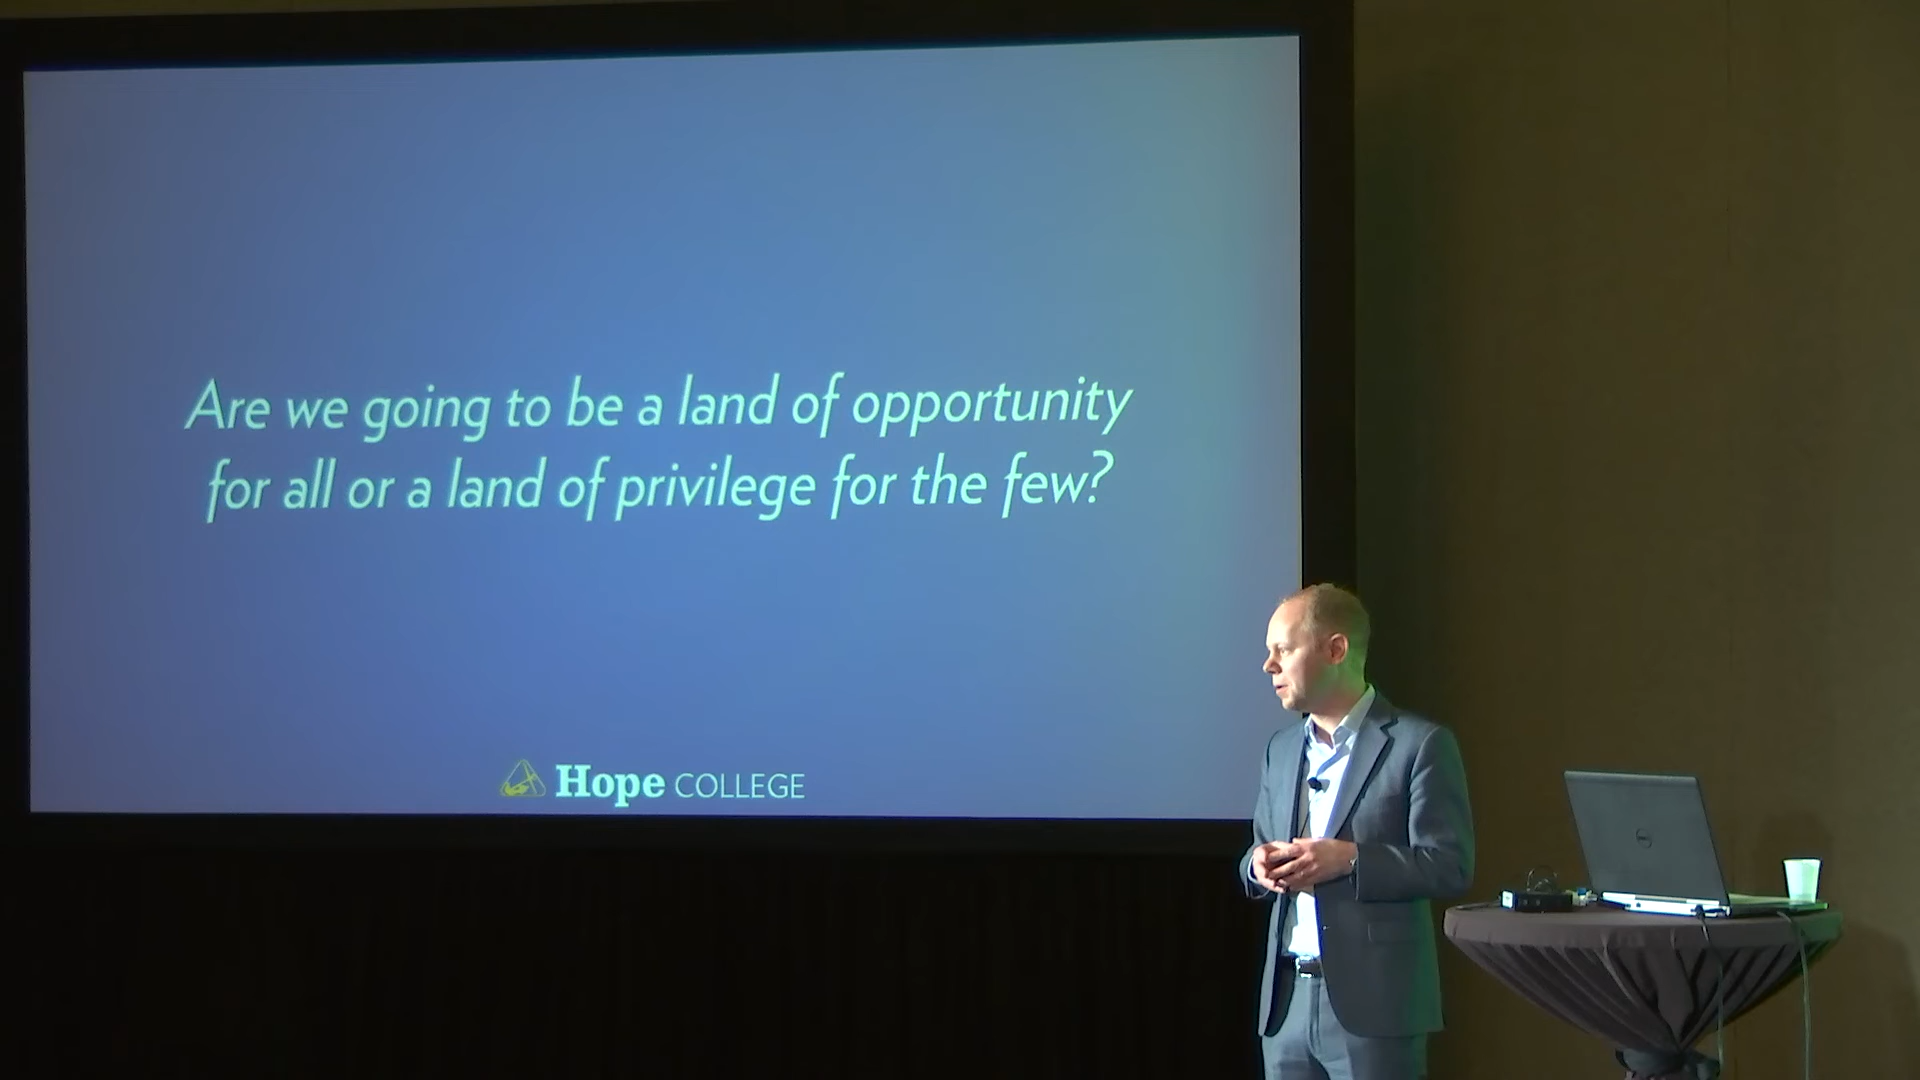 Are we going to be a land of opportunity
for all or a land of privilege for the few?
Hope COLLEGE